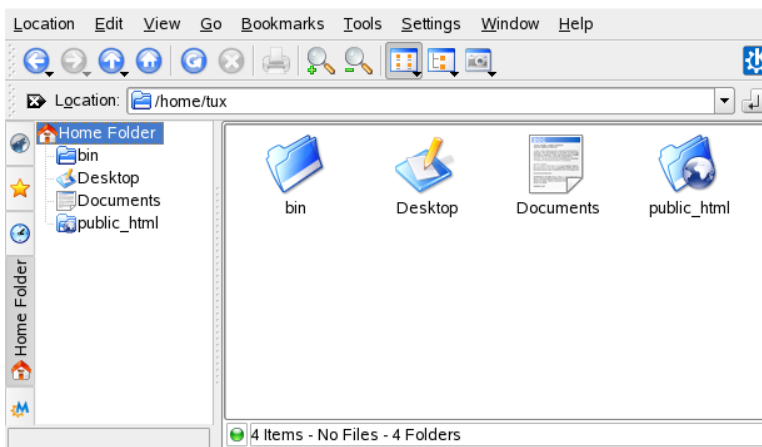 Location Edit View Go Bookmarks Tools Settings Window Help
Location: /home/tux
Home Folder
bin
Desktop
Documents
public_html
bin Desktop Documents public_html
Home Folder
4 Items - No Files - 4 Folders